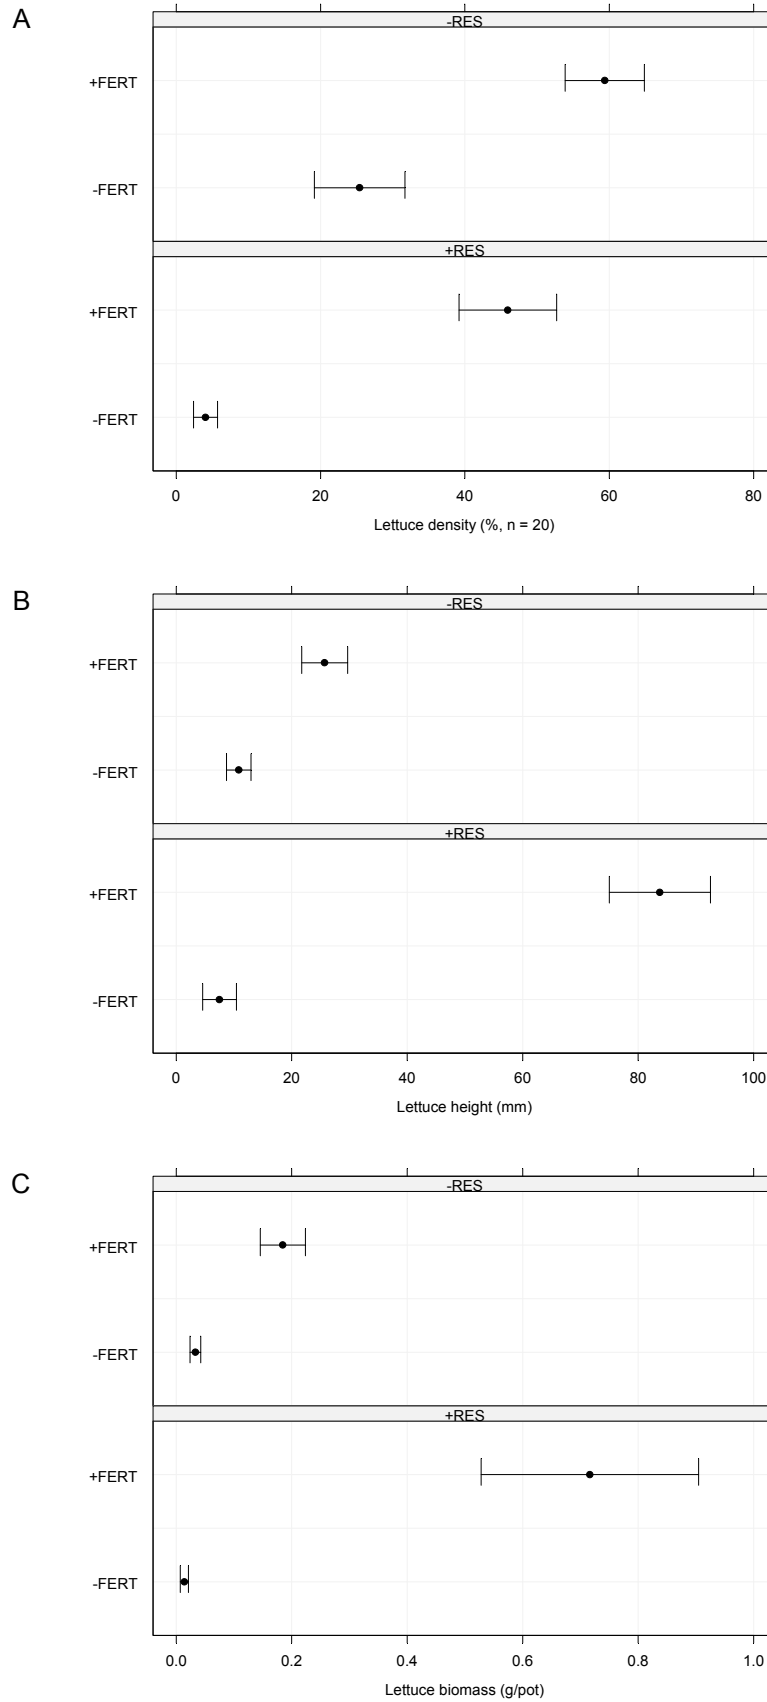 A
-RES
+FERT
-FERT
+RES
+FERT
-FERT
0 20 40 60 80
Lettuce density (%, n = 20)
B
-RES
+FERT
-FERT
+RES
+FERT
-FERT
0 20 40 60 80 100
Lettuce height (mm)
C
-RES
+FERT
-FERT
+RES
+FERT
-FERT
0.0 0.2 0.4 0.6 0.8 1.0
Lettuce biomass (g/pot)